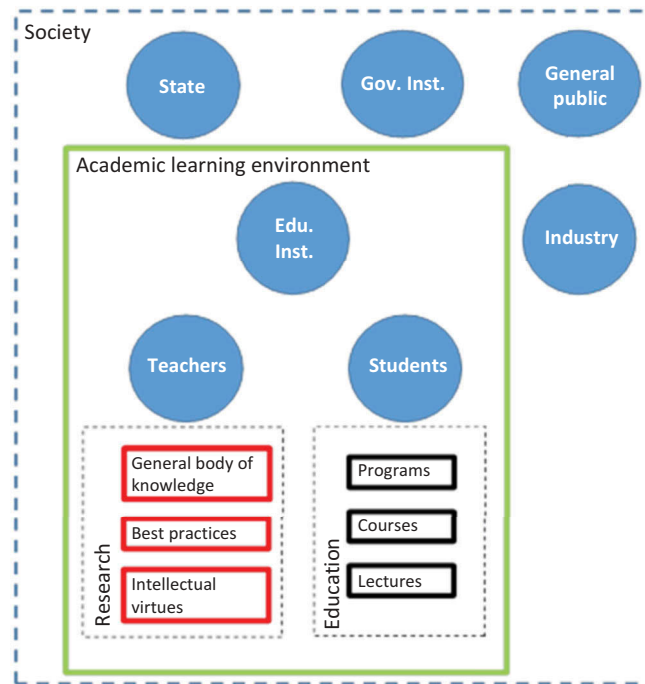 Society
State
Gov. Inst.
General
public
Academic learning environment
Edu.
Inst.
Industry
Teachers
Students
Research
General body of
knowledge
Best practices
Intellectual
virtues
Education
Programs
Courses
Lectures